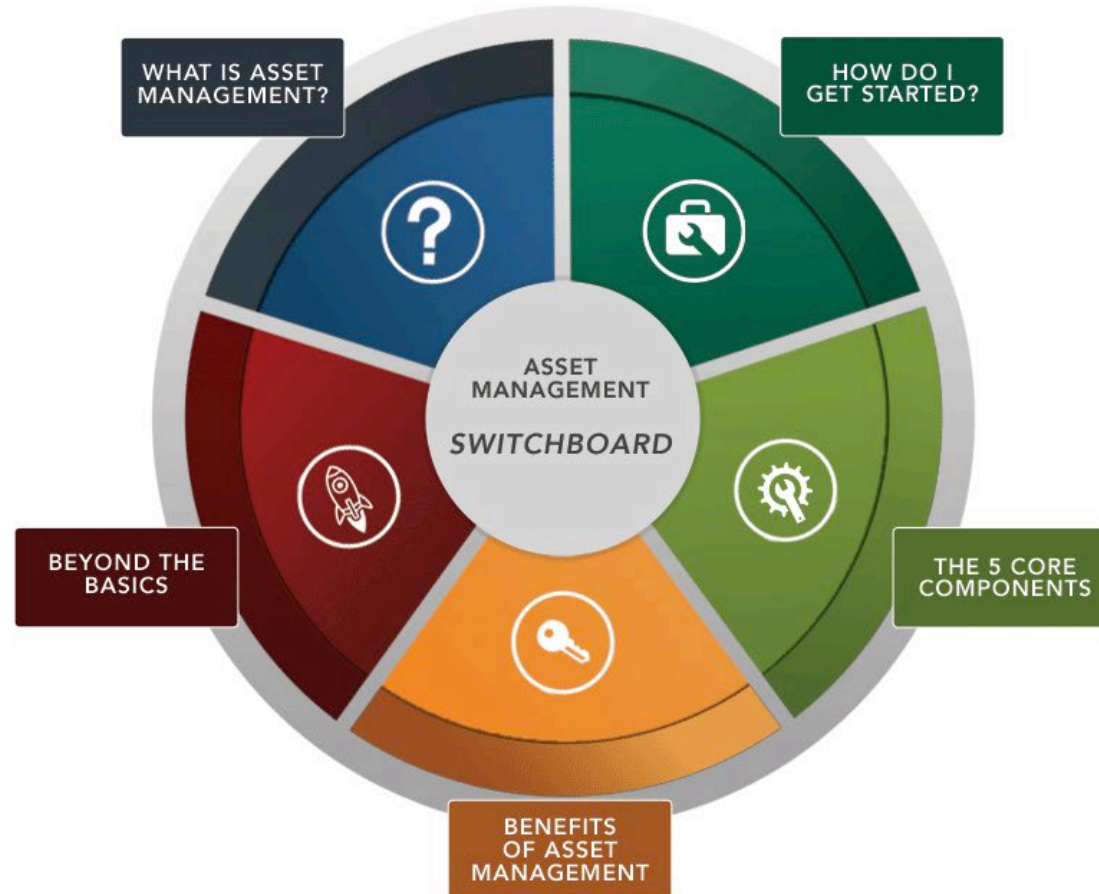 WHAT IS ASSET
MANAGEMENT?
HOW DO I
GET STARTED?
ASSET
MANAGEMENT
SWITCHBOARD
BEYOND THE
BASICS
THE 5 CORE
COMPONENTS
BENEFITS
OF ASSET
MANAGEMENT